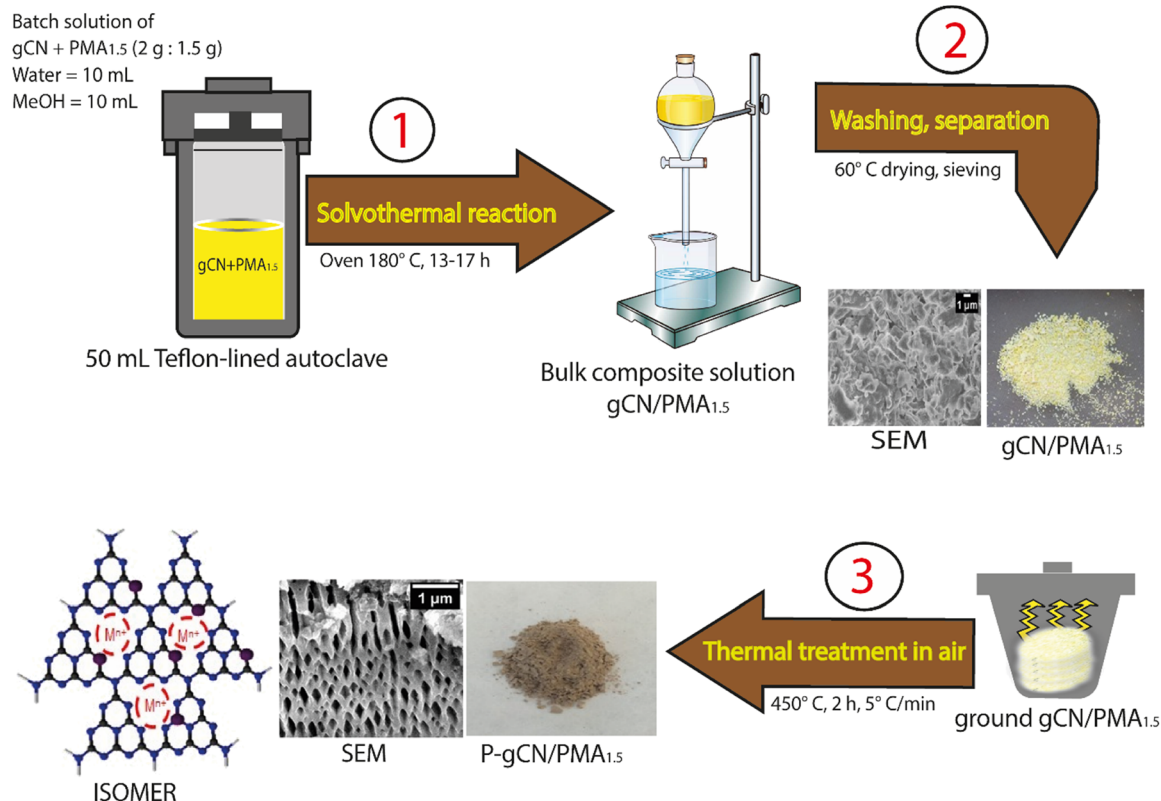 Batch solution of
gCN + PMA1.5 (2 g : 1.5 g)
Water = 10 mL
MeOH = 10 mL
gCN+PMA1.5
50 mL Teflon-lined autoclave
1
Solvothermal reaction
Oven 180° C, 13-17 h
Bulk composite solution
gCN/PMA1.5
2
Washing, separation
60° C drying, sieving
1 µm
SEM
gCN/PMA1.5
3
Thermal treatment in air
450° C, 2 h, 5° C/min
ground gCN/PMA1.5
1 µm
SEM
P-gCN/PMA1.5
Mn+
Mn+
Mn+
ISOMER